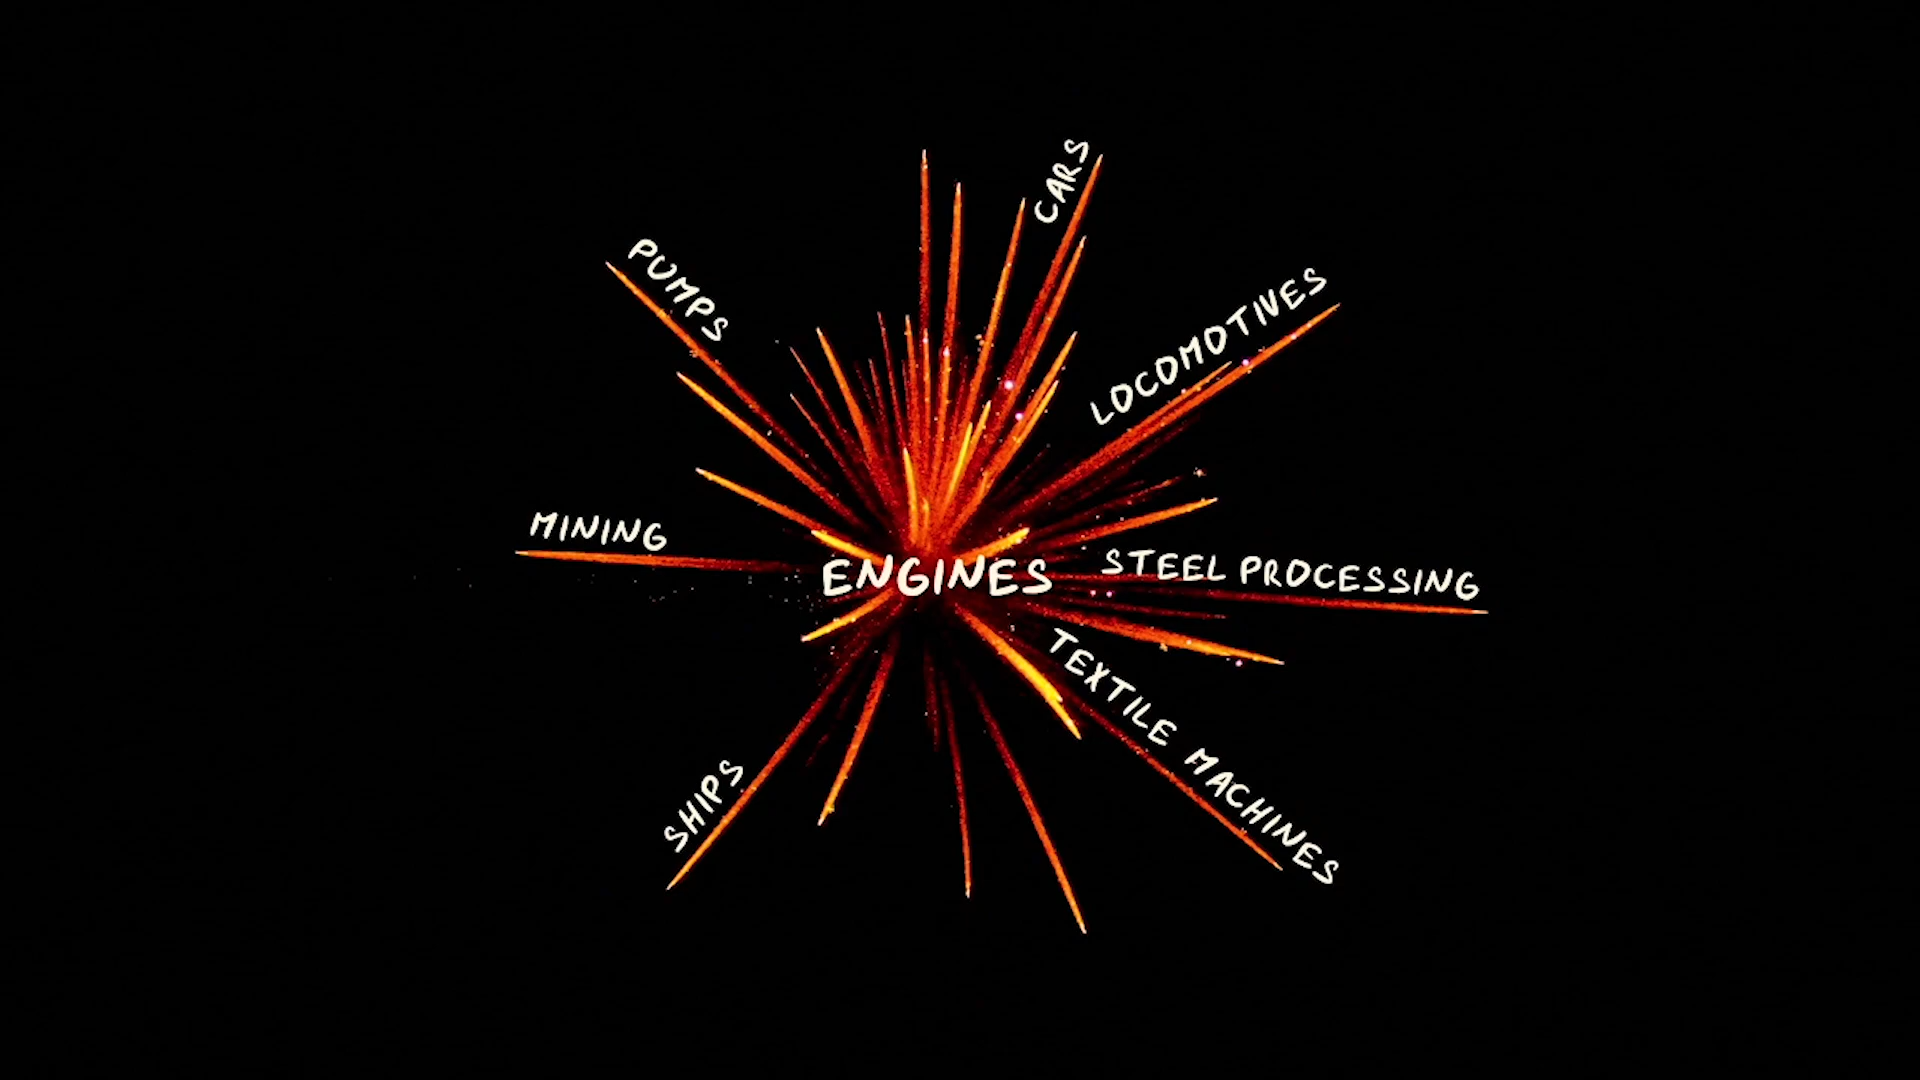 CARS
PUMPS
LOCOMOTIVES
MINING
ENGINES
STEEL PROCESSING
TEXTILE MACHINES
SHIPS